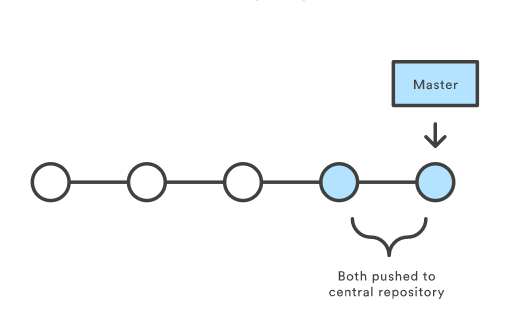 Master
Both pushed to
central repository